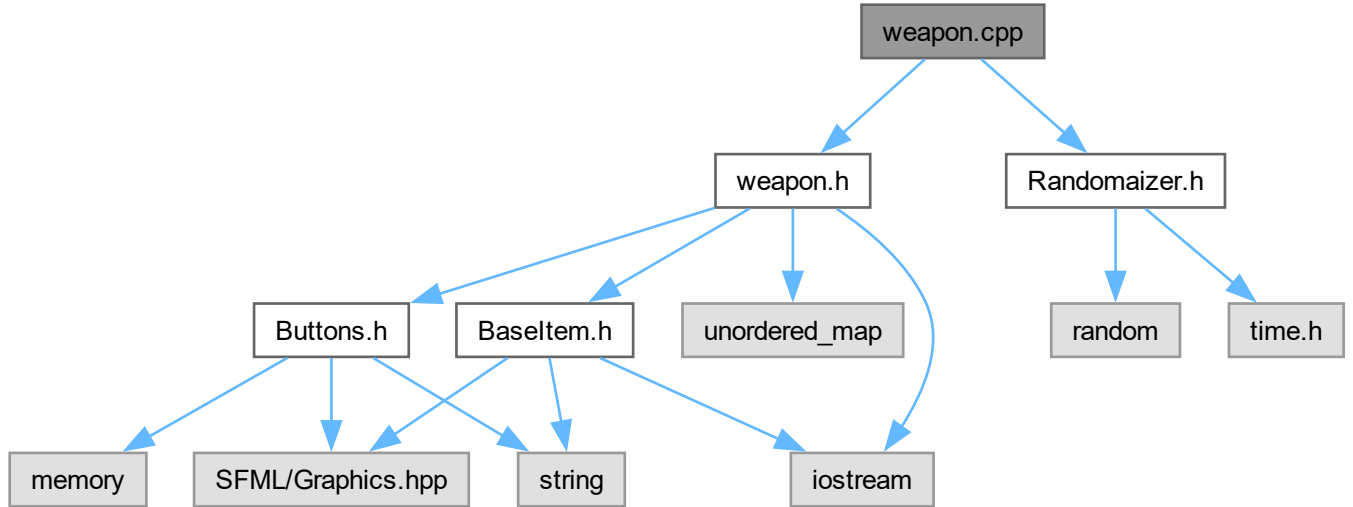 weapon.cpp
weapon.h
Randomaizer.h
Buttons.h
BaseItem.h
unordered_map
random
time.h
memory
SFML/Graphics.hpp
string
iostream